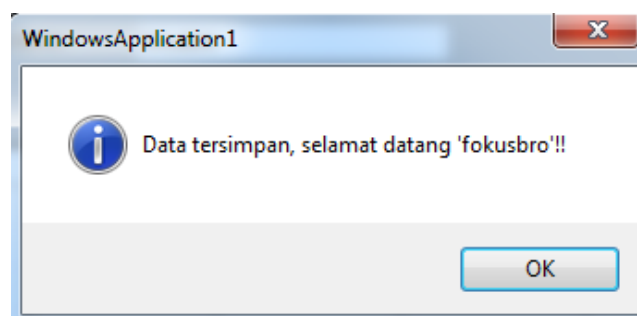 WindowsApplication1
Data tersimpan, selamat datang 'fokusbro'!!
OK